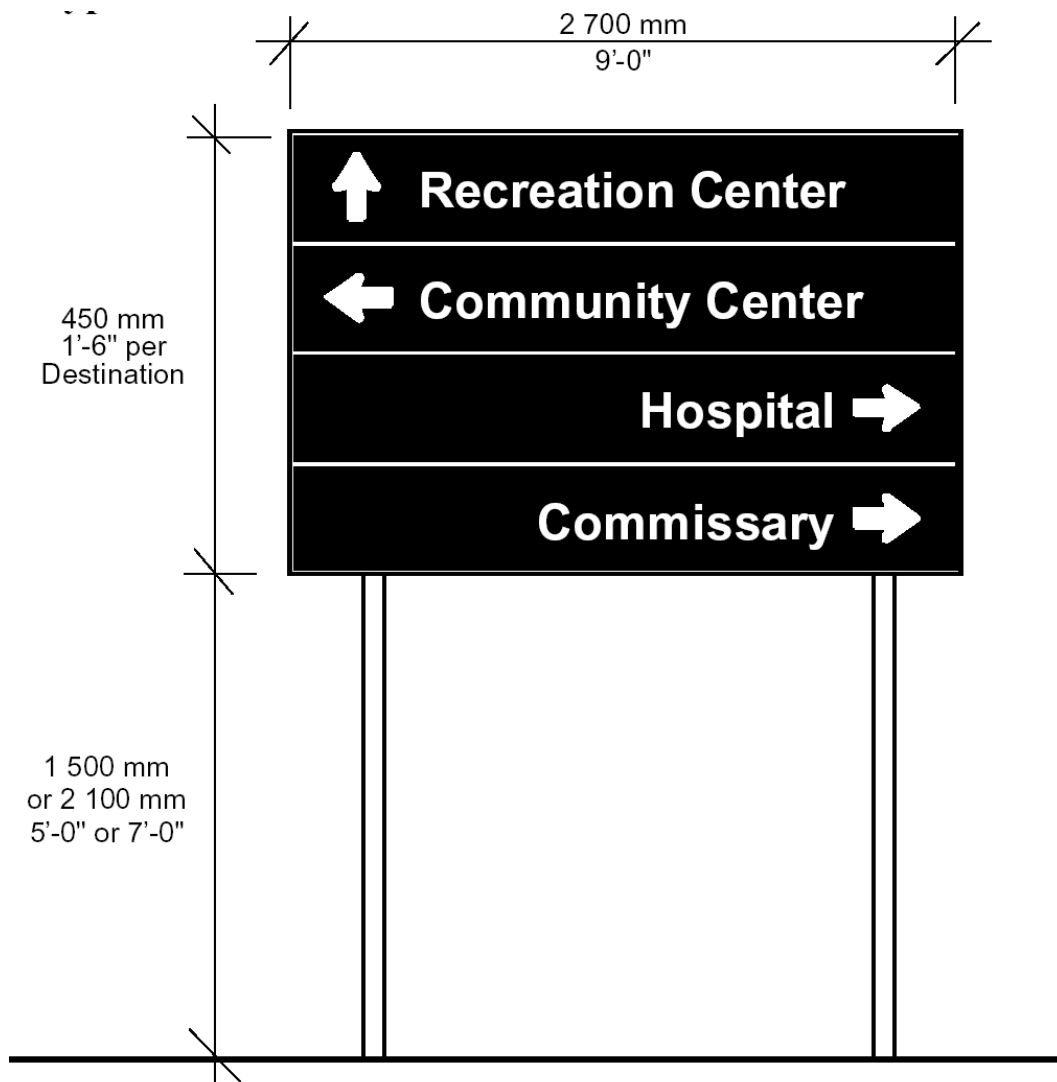 2 700 mm
9'-0"
Recreation Center
Community Center
Hospital
Commissary
450 mm
1'-6" per
Destination
1 500 mm
or 2 100 mm
5'-0" or 7'-0"